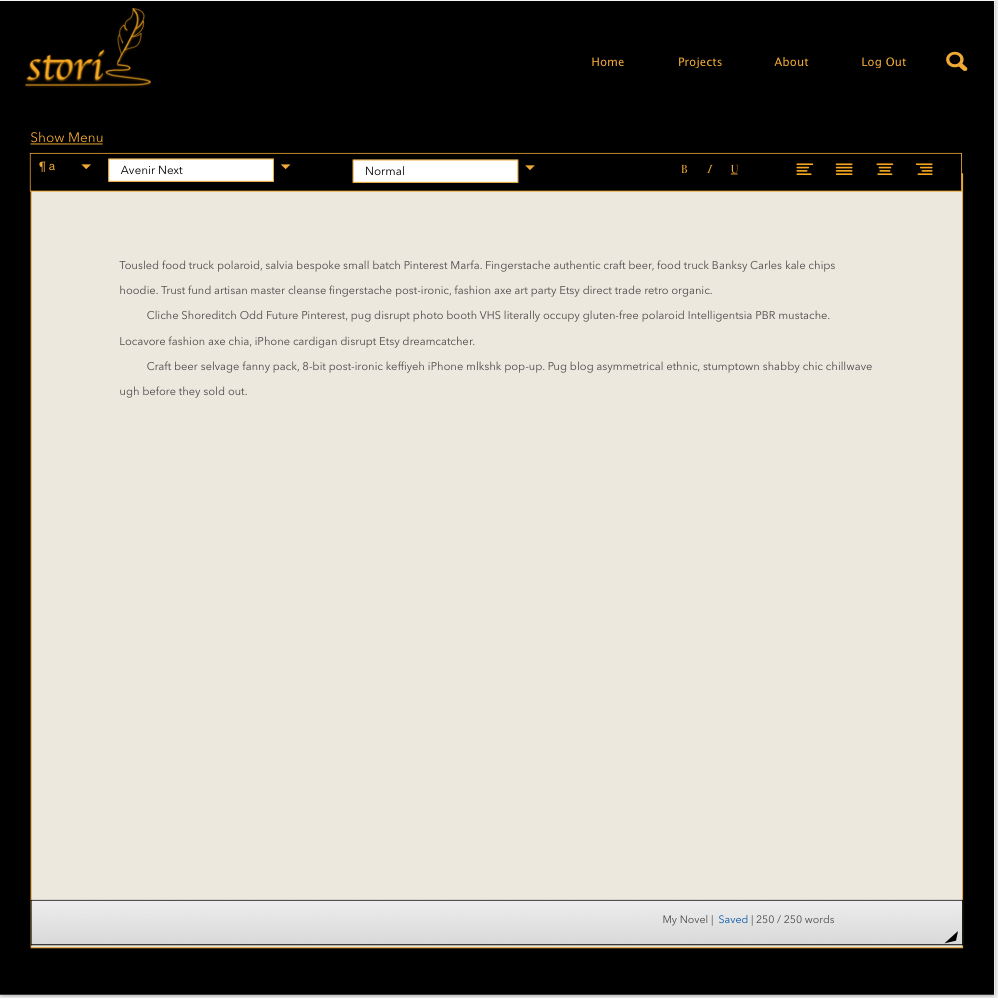 stori
Home Projects About Log Out
Show Menu
¶ a Avenir Next Normal B I U
Tousled food truck polaroid, salvia bespoke small batch Pinterest Marfa. Fingerstache authentic craft beer, food truck Banksy Carles kale chips
hoodie. Trust fund artisan master cleanse fingerstache post-ironic, fashion axe art party Etsy direct trade retro organic.
Cliche Shoreditch Odd Future Pinterest, pug disrupt photo booth VHS literally occupy gluten-free polaroid Intelligentsia PBR mustache.
Locavore fashion axe chia, iPhone cardigan disrupt Etsy dreamcatcher.
Craft beer selvage fanny pack, 8-bit post-ironic keffiyeh iPhone mlkshk pop-up. Pug blog asymmetrical ethnic, stumptown shabby chic chillwave
ugh before they sold out.
My Novel | Saved | 250 / 250 words